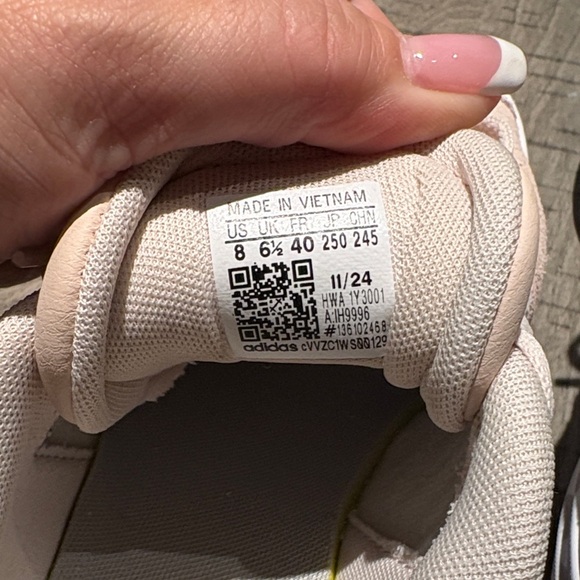 MADE IN VIETNAM
US UK FR JP CHN
8 6½ 40 250 245
11/24
HWA 1Y3001
A:IH9996
#136102468
adidas cVVZC1WS00129